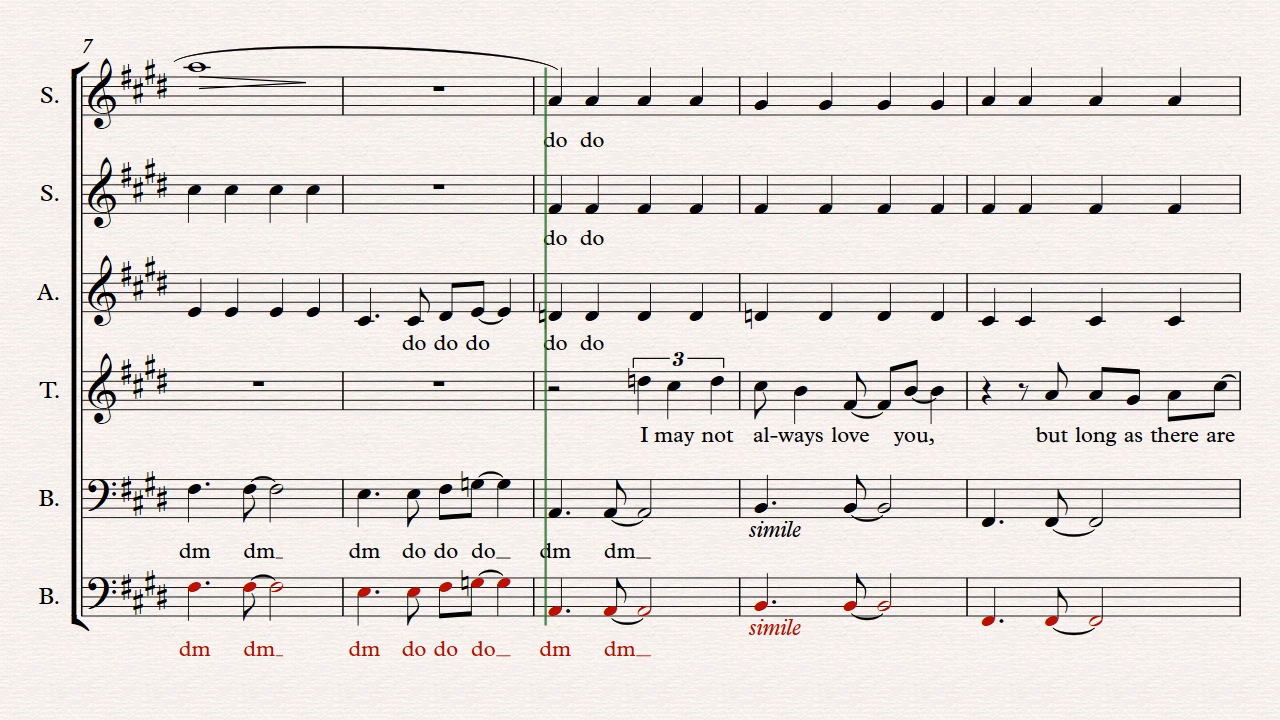 7
S.
do do
S.
do do
A.
do do do do do
T.
3
I may not al-ways love you, but long as there are
B.
simile
dm dm_ dm do do do_ dm dm_
B.
simile
dm dm_ dm do do do_ dm dm_